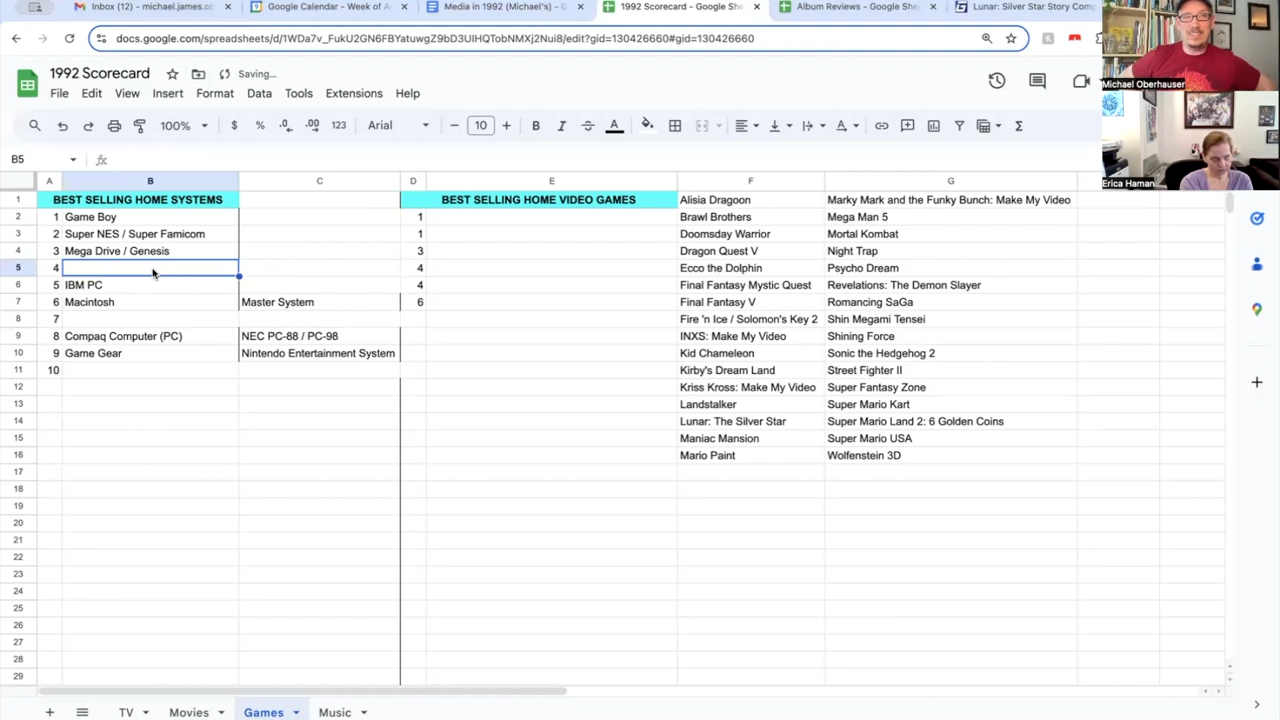 Inbox (12) - michael.james.ob
Google Calendar - Week of A
Media in 1992 (Michael's) - G
1992 Scorecard - Google She
Album Reviews - Google She
Lunar: Silver Star Story Comp
docs.google.com/spreadsheets/d/1WDa7v_FukU2GN6FBYatuwgZ9bD3UIHQ19bNMXj2Nui8/edit?gid=130426660#gid=130426660
1992 Scorecard
Saving...
File Edit View Insert Format Data Tools Extensions Help
100% $ % .0 .00 123 Arial 10 B I A
B5 fx
A B C D E F G
1 BEST SELLING HOME SYSTEMS BEST SELLING HOME VIDEO GAMES Alisia Dragoon Marky Mark and the Funky Bunch: Make My Video
2 1 Game Boy 1 Brawl Brothers Mega Man 5
3 2 Super NES / Super Famicom 1 Doomsday Warrior Mortal Kombat
4 3 Mega Drive / Genesis 3 Dragon Quest V Night Trap
5 4 4 Ecco the Dolphin Psycho Dream
6 5 IBM PC 4 Final Fantasy Mystic Quest Revelations: The Demon Slayer
7 6 Macintosh Master System 6 Final Fantasy V Romancing SaGa
8 7 Fire 'n Ice / Solomon's Key 2 Shin Megami Tensei
9 8 Compaq Computer (PC) NEC PC-88 / PC-98 INXS: Make My Video Shining Force
10 9 Game Gear Nintendo Entertainment System Kid Chameleon Sonic the Hedgehog 2
11 10 Kirby's Dream Land Street Fighter II
12 Kriss Kross: Make My Video Super Fantasy Zone
13 Landstalker Super Mario Kart
14 Lunar: The Silver Star Super Mario Land 2: 6 Golden Coins
15 Maniac Mansion Super Mario USA
16 Mario Paint Wolfenstein 3D
17
18
19
20
21
22
23
24
25
26
27
28
29
TV Movies Games Music
Michael Oberhauser
Erica Haman